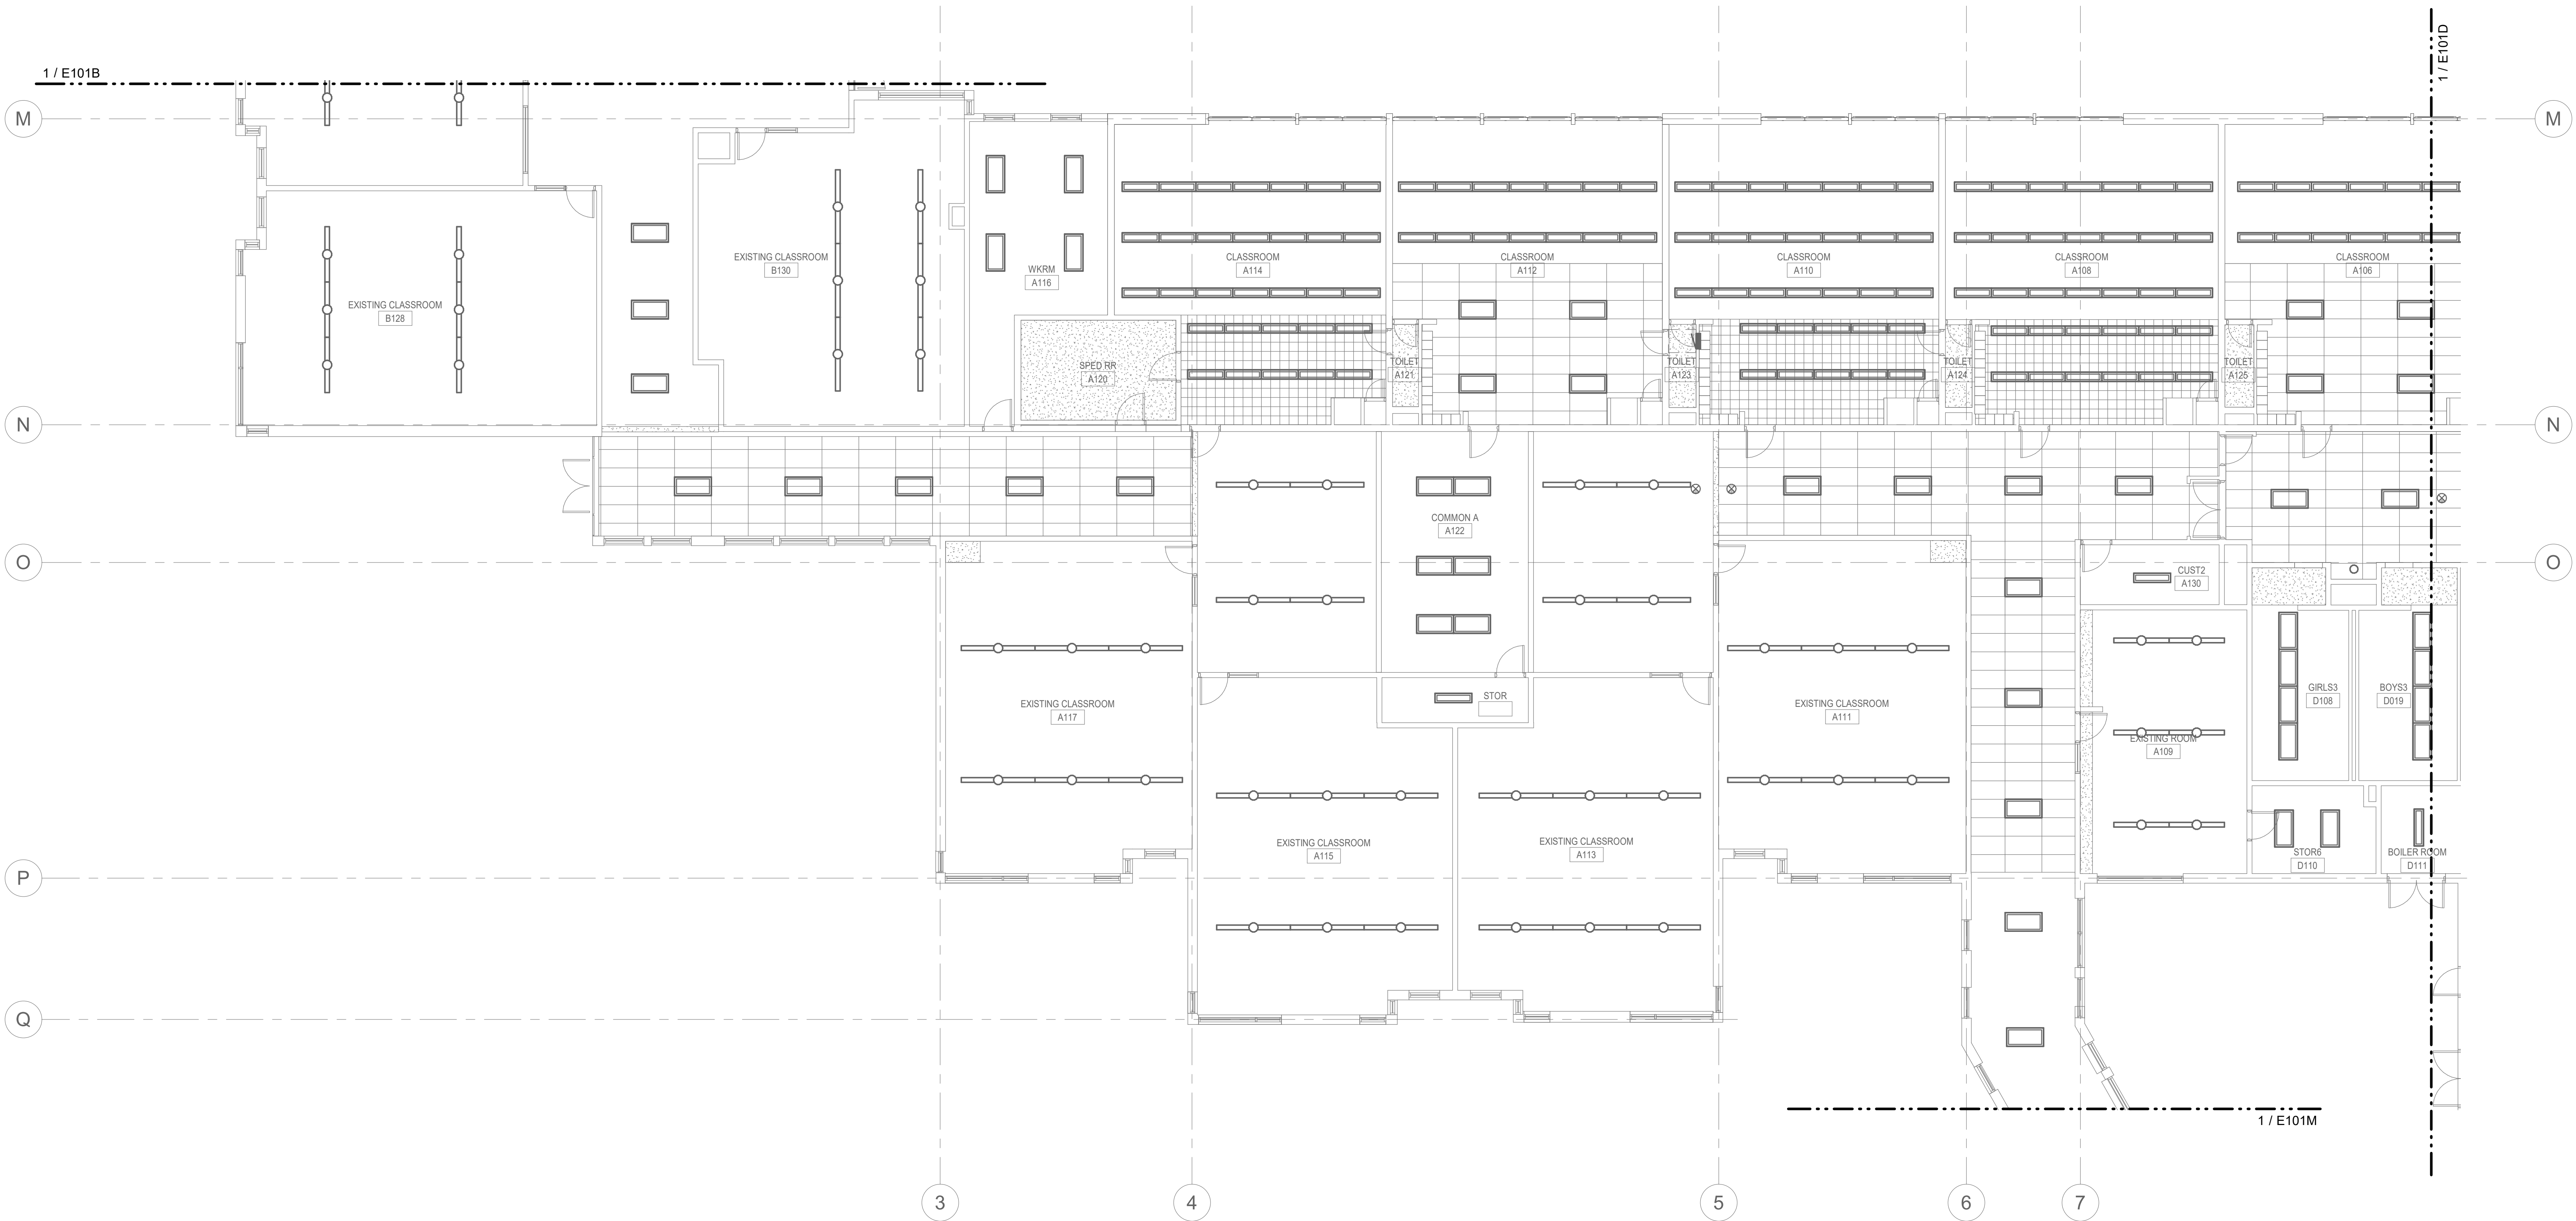 1 / E101B
1 / E101D
M
M
EXISTING CLASSROOM
B130
CLASSROOM
A114
CLASSROOM
A112
CLASSROOM
A110
CLASSROOM
A108
CLASSROOM
A106
WKRM
A116
EXISTING CLASSROOM
B128
SPED RR
A120
TOILET
A121
TOILET
A123
TOILET
A124
TOILET
A125
N
N
COMMON A
A122
O
O
CUST2
A130
EXISTING CLASSROOM
A117
STOR
EXISTING CLASSROOM
A111
GIRLS3
D108
BOYS3
D019
EXISTING ROOM
A109
EXISTING CLASSROOM
A115
EXISTING CLASSROOM
A113
STOR6
D110
BOILER ROOM
D111
P
P
Q
1 / E101M
3
4
5
6
7